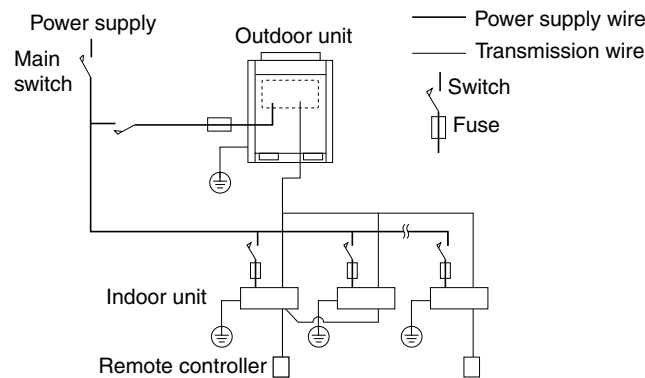 Power supply
Main
switch
Outdoor unit
Power supply wire
Transmission wire
Switch
Fuse
Indoor unit
Remote controller